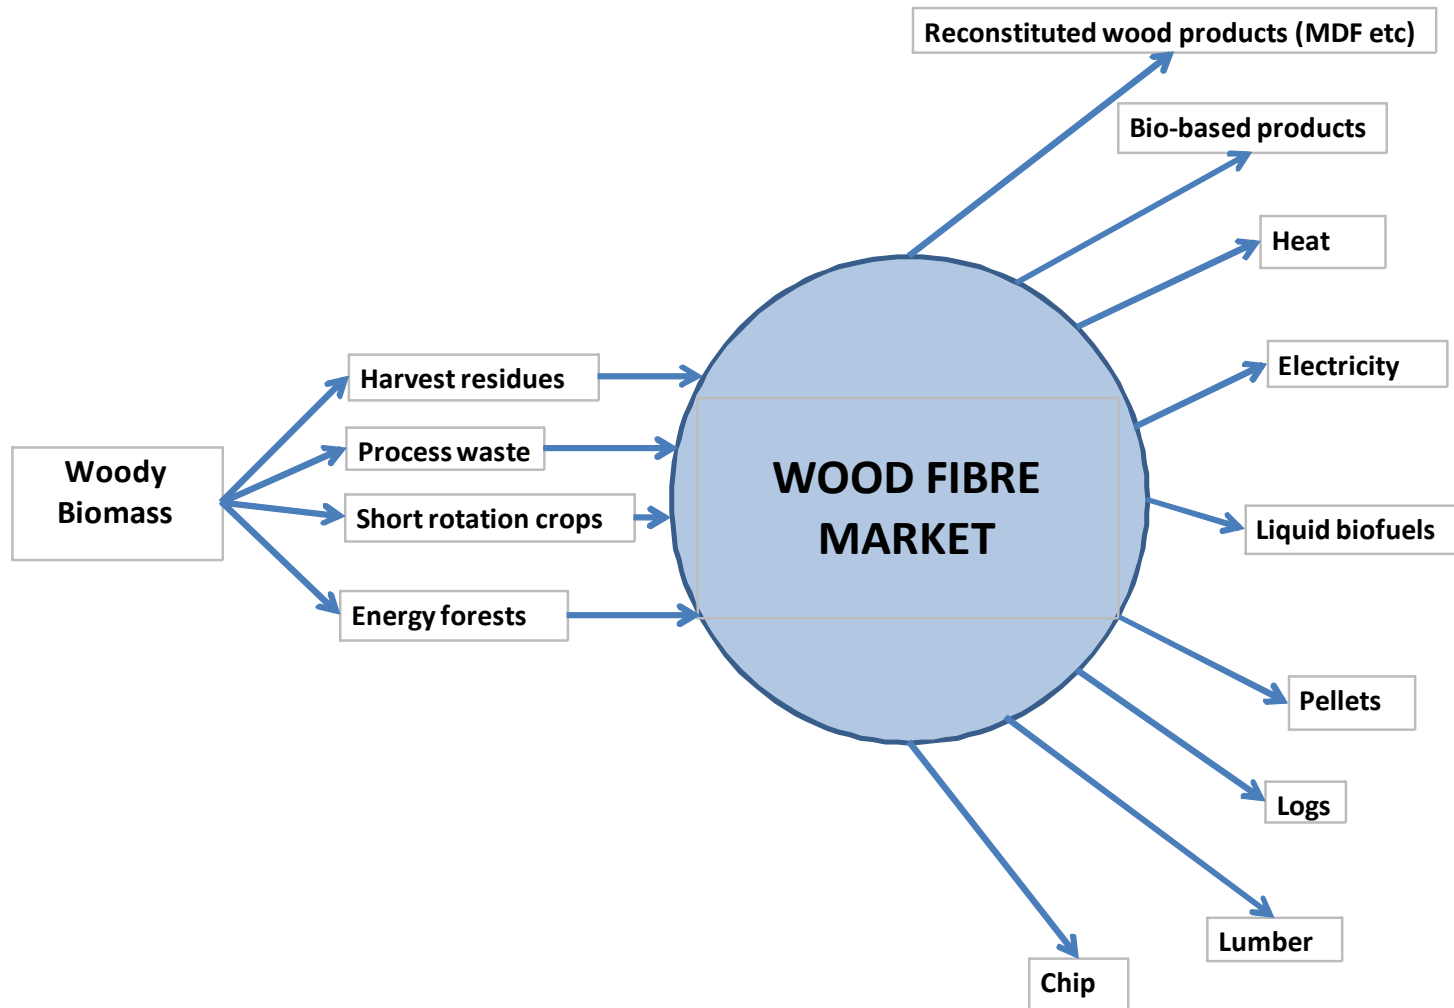 Reconstituted wood products (MDF etc)
Bio-based products
Heat
Electricity
Harvest residues
Process waste
Woody
Biomass
Short rotation crops
Energy forests
WOOD FIBRE
MARKET
Liquid biofuels
Pellets
Logs
Lumber
Chip